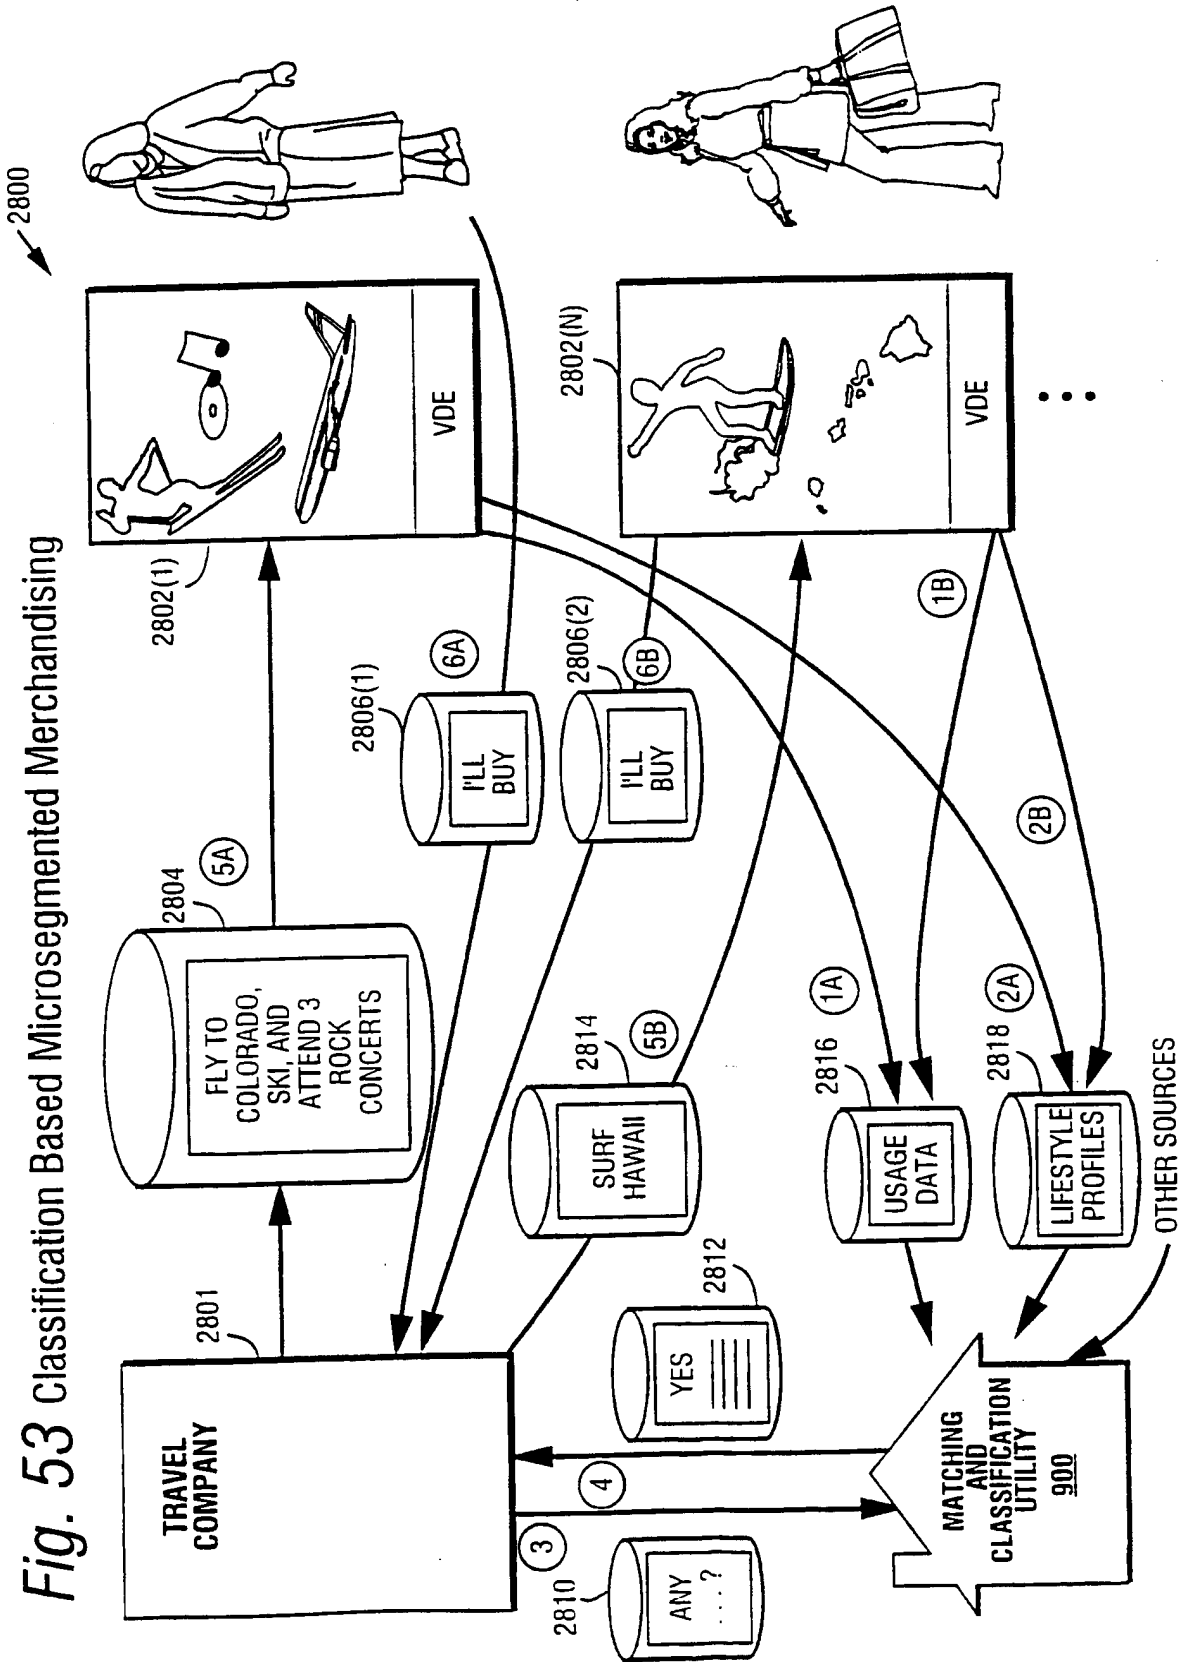 Fig. 53 Classification Based Microsegmented Merchandising
2800
TRAVEL
COMPANY
2801
FLY TO
COLORADO,
SKI, AND
ATTEND 3
ROCK
CONCERTS
2804
5A
2802(1)
VDE
I'LL
BUY
2806(1)
6A
I'LL
BUY
2806(2)
6B
2802(N)
VDE
SURF
HAWAII
2814
5B
3
4
ANY
....?
2810
YES
2812
1A
1B
2A
2B
USAGE
DATA
2816
LIFESTYLE
PROFILES
2818
MATCHING
AND
CLASSIFICATION
UTILITY
900
OTHER SOURCES